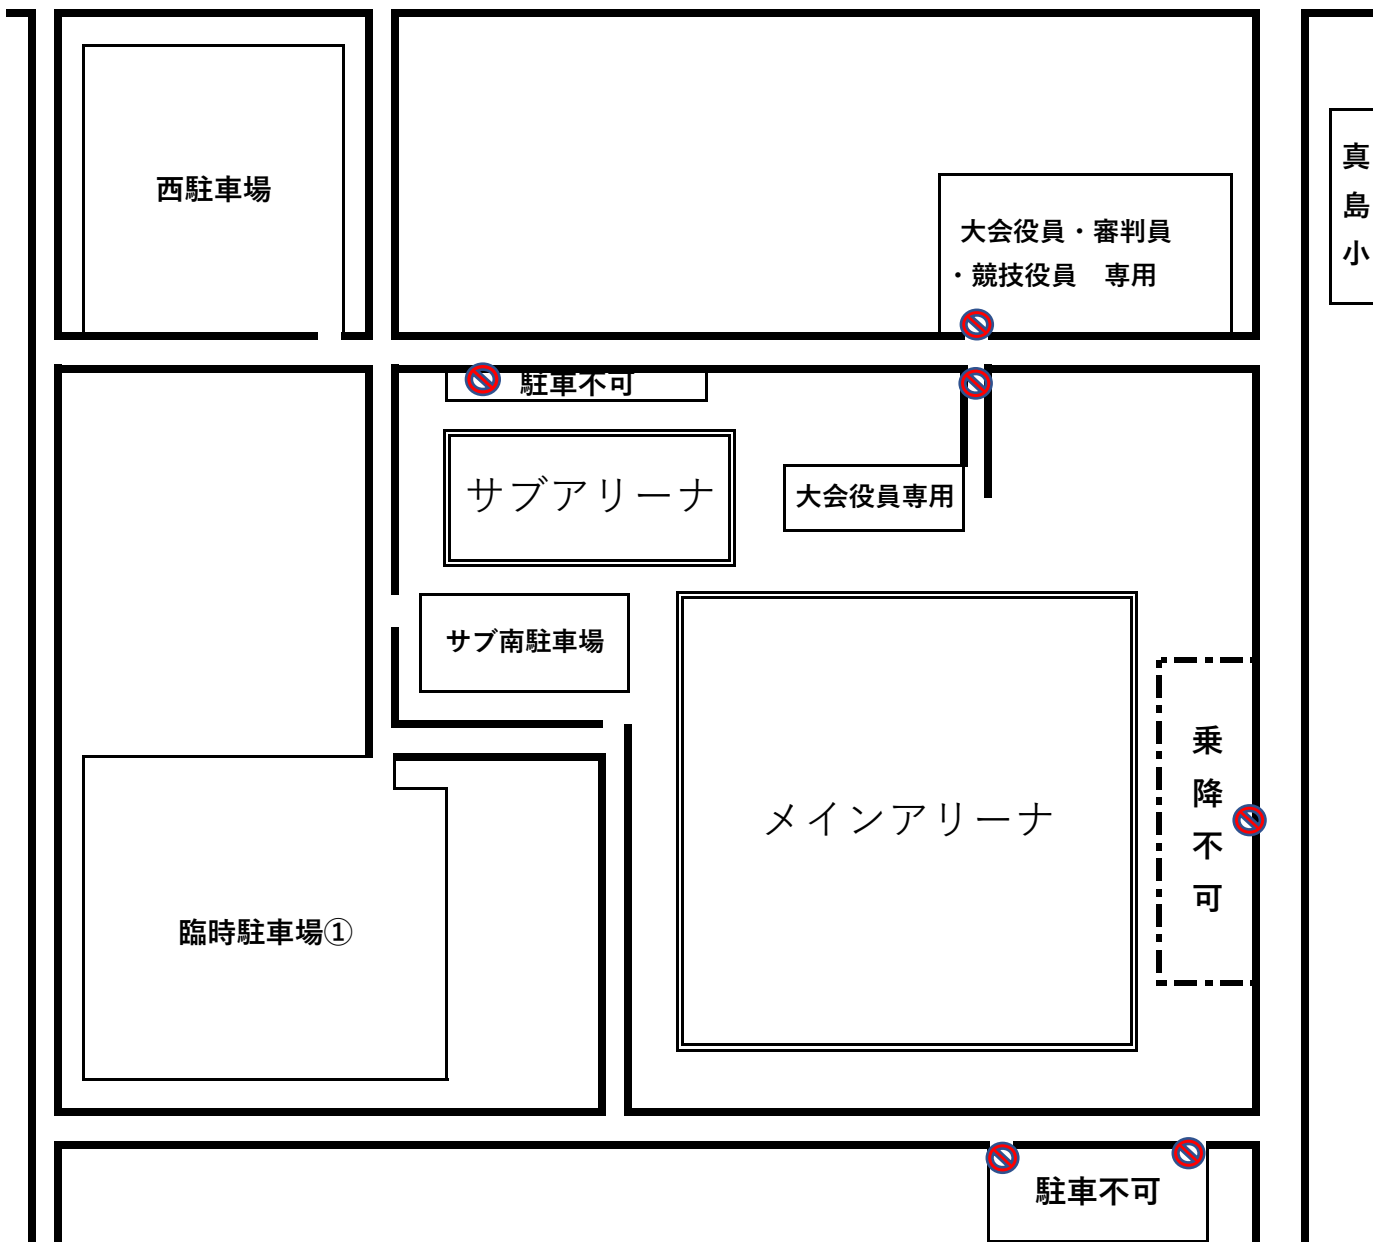 西駐車場
大会役員・審判員
・競技役員　専用
真島小
駐車不可
サブアリーナ
大会役員専用
サブ南駐車場
乗降不可
メインアリーナ
臨時駐車場①
駐車不可